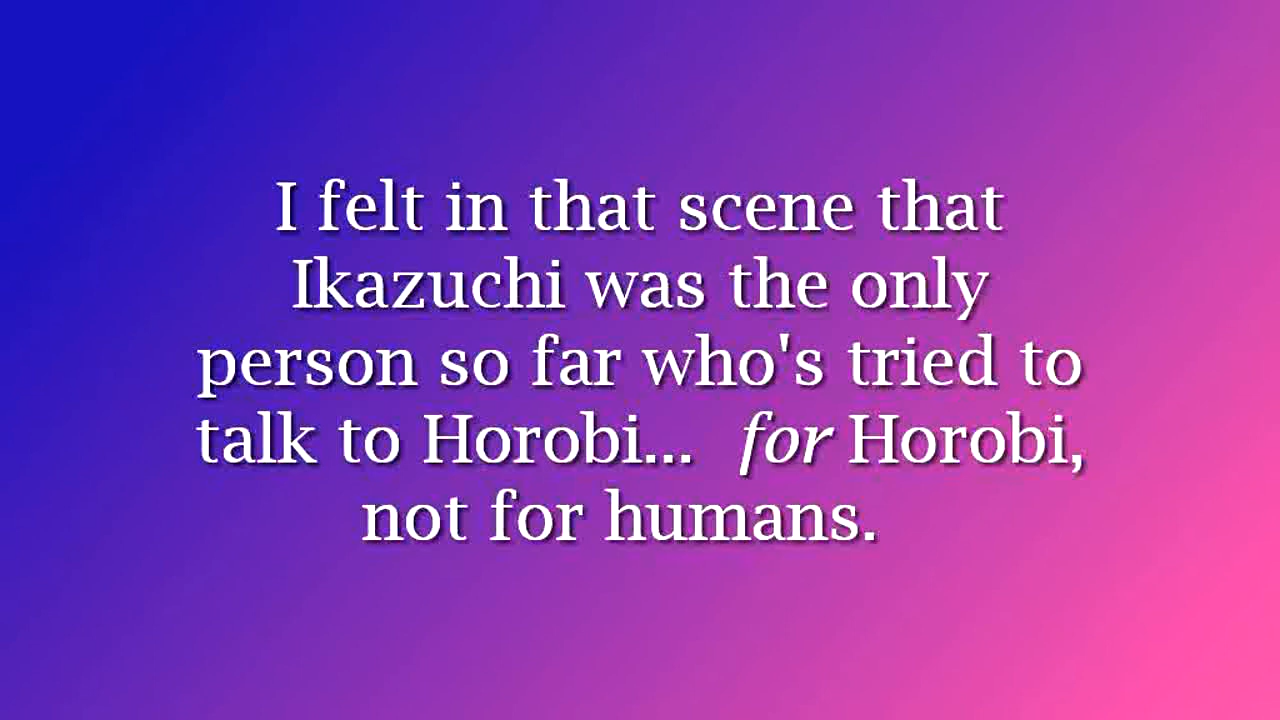 I felt in that scene that
Ikazuchi was the only
person so far who's tried to
talk to Horobi...  for Horobi,
not for humans.